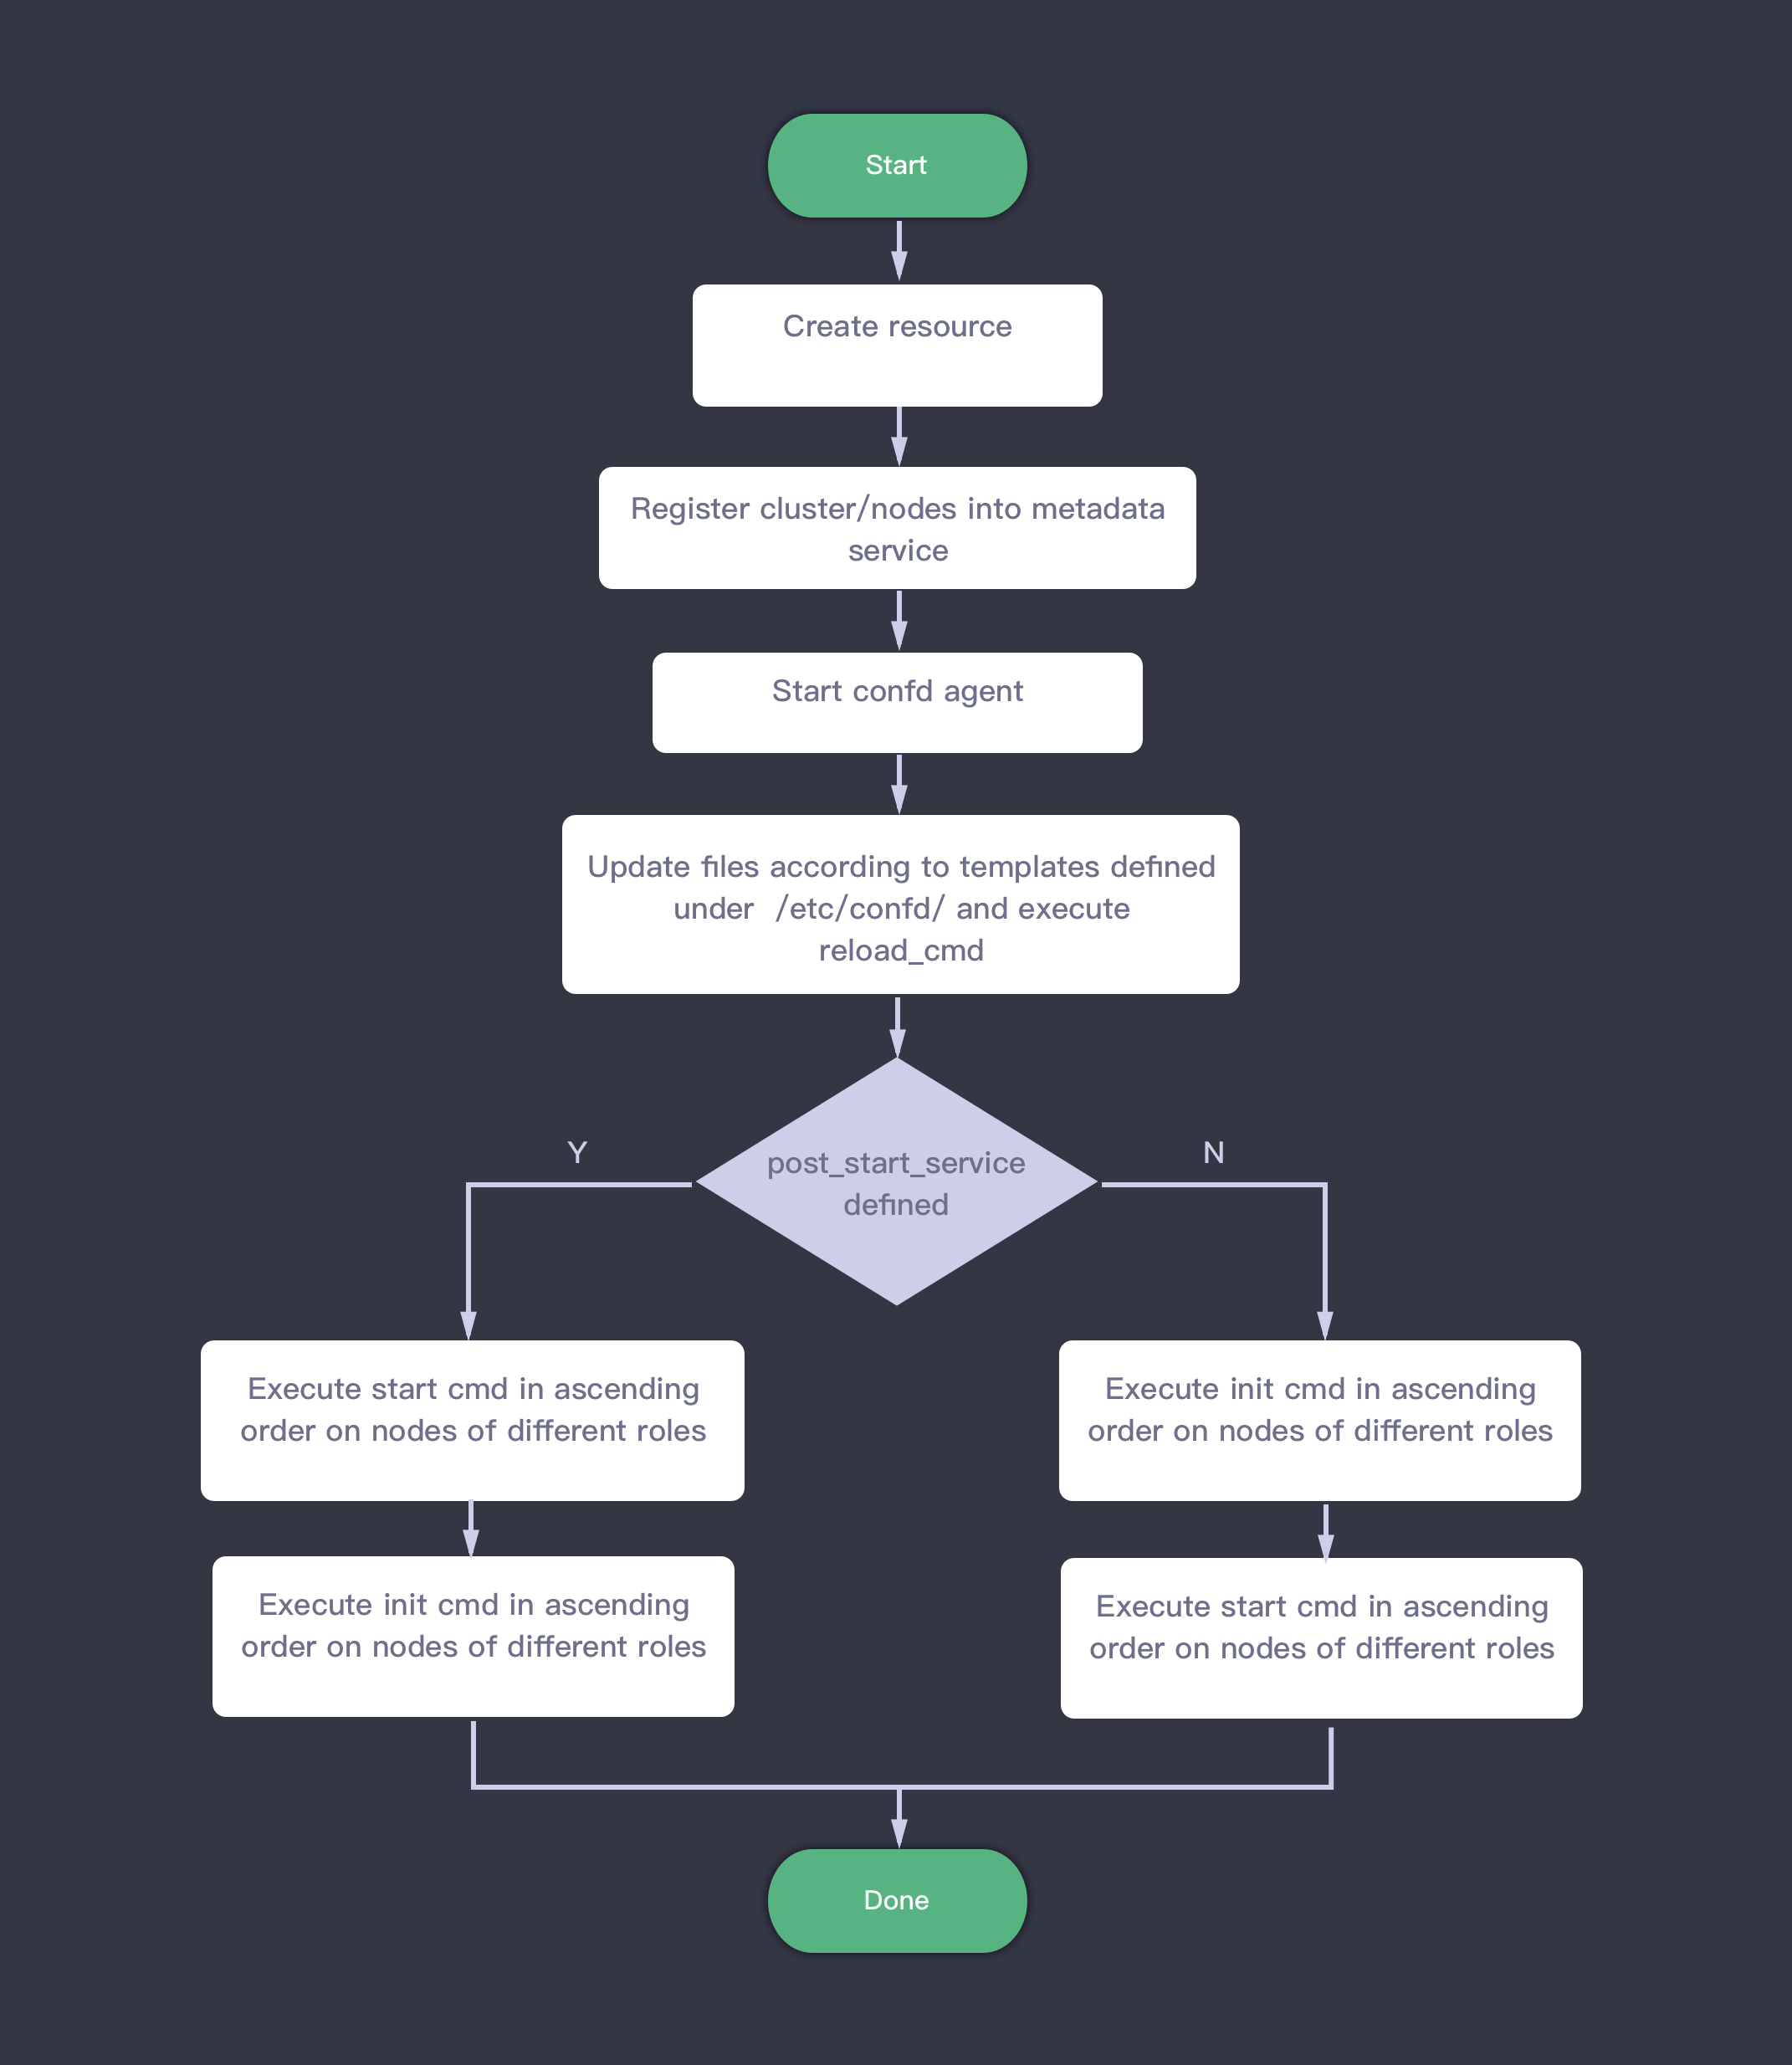 Start
Create resource
Register cluster/nodes into metadata
service
Start confd agent
Update files according to templates defined
under /etc/confd/ and execute
reload_cmd
Y
N
post_start_service
defined
Execute start cmd in ascending
order on nodes of different roles
Execute init cmd in ascending
order on nodes of different roles
Execute init cmd in ascending
order on nodes of different roles
Execute start cmd in ascending
order on nodes of different roles
Done